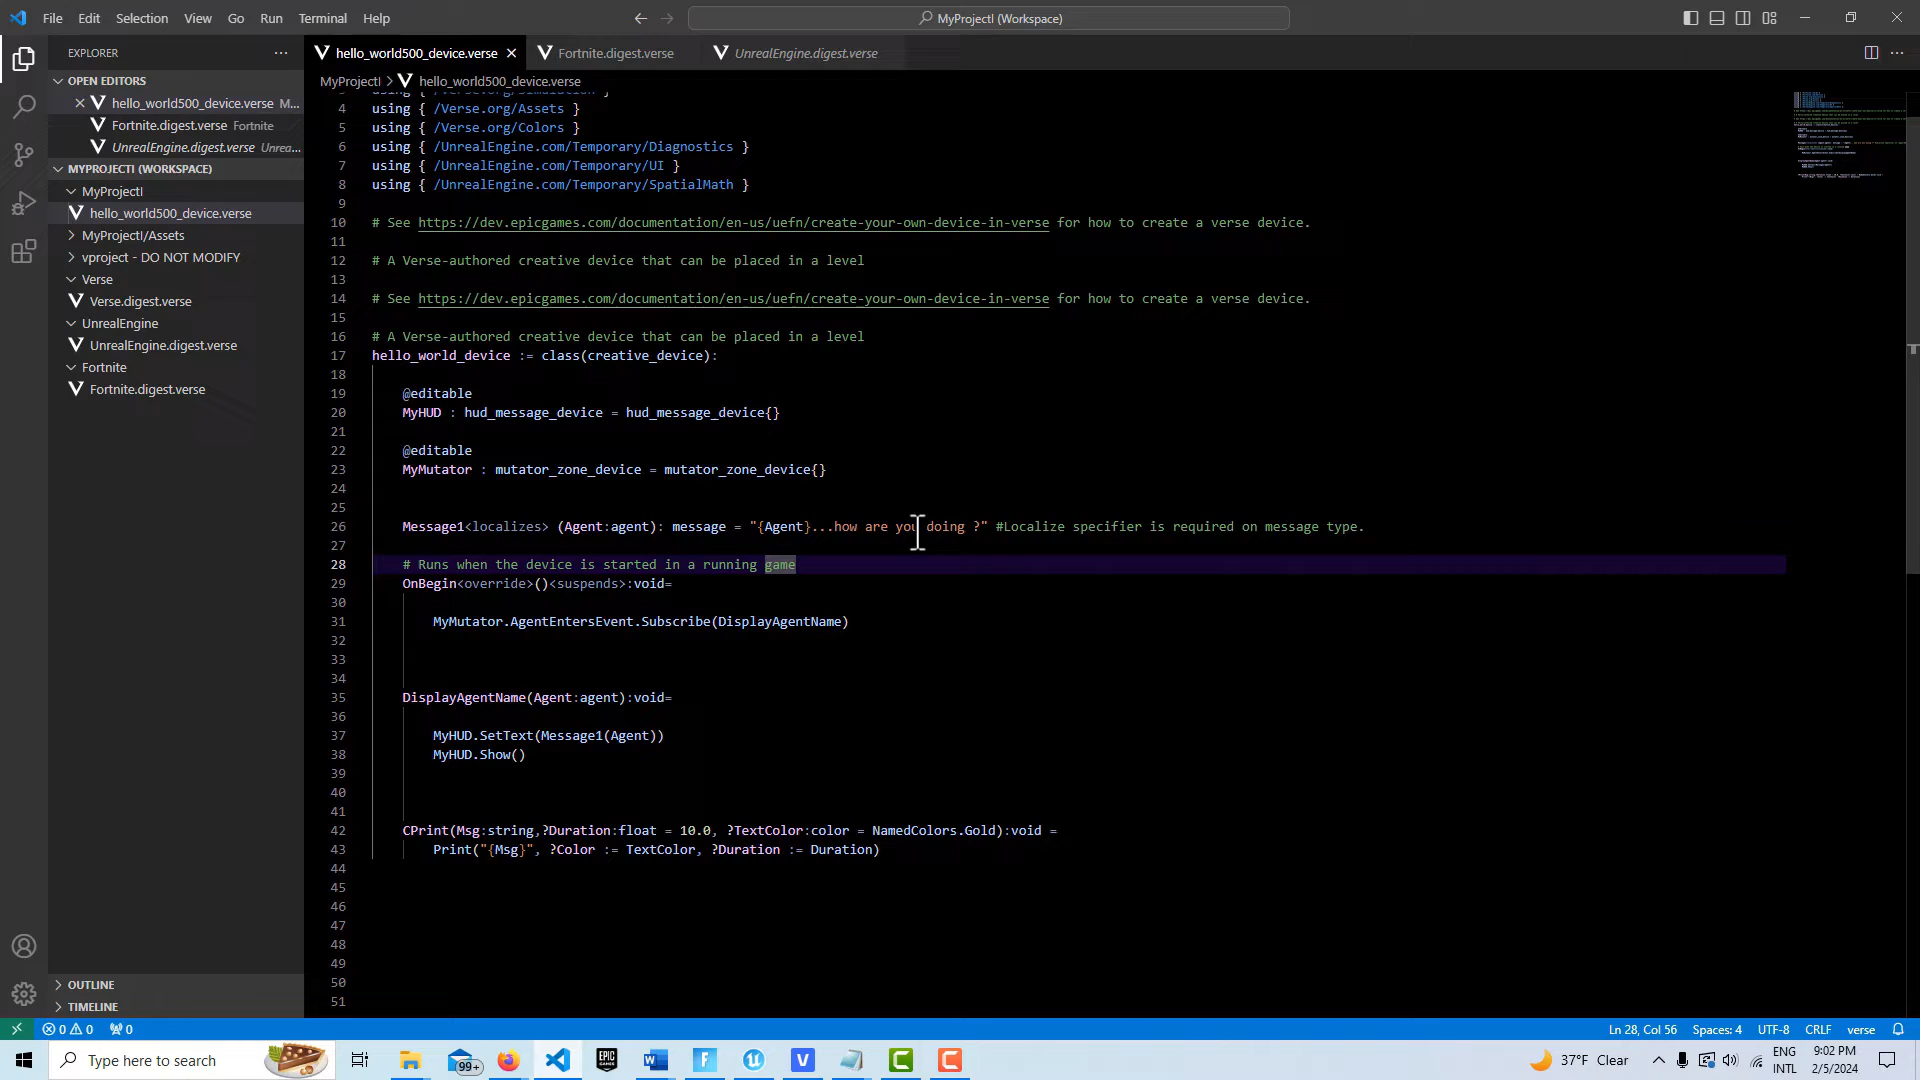 File Edit Selection View Go Run Terminal Help
MyProjectI (Workspace)
EXPLORER
OPEN EDITORS
hello_world500_device.verse M...
Fortnite.digest.verse Fortnite
UnrealEngine.digest.verse Unrea...
MYPROJECTI (WORKSPACE)
MyProjectI
hello_world500_device.verse
MyProjectI/Assets
vproject - DO NOT MODIFY
Verse
Verse.digest.verse
UnrealEngine
UnrealEngine.digest.verse
Fortnite
Fortnite.digest.verse
OUTLINE
TIMELINE
hello_world500_device.verse
Fortnite.digest.verse
UnrealEngine.digest.verse
MyProjectI > hello_world500_device.verse
3 using { /Verse.org/Simulation }
4 using { /Verse.org/Assets }
5 using { /Verse.org/Colors }
6 using { /UnrealEngine.com/Temporary/Diagnostics }
7 using { /UnrealEngine.com/Temporary/UI }
8 using { /UnrealEngine.com/Temporary/SpatialMath }
9
10 # See https://dev.epicgames.com/documentation/en-us/uefn/create-your-own-device-in-verse for how to create a verse device.
11
12 # A Verse-authored creative device that can be placed in a level
13
14 # See https://dev.epicgames.com/documentation/en-us/uefn/create-your-own-device-in-verse for how to create a verse device.
15
16 # A Verse-authored creative device that can be placed in a level
17 hello_world_device := class(creative_device):
18
19 @editable
20 MyHUD : hud_message_device = hud_message_device{}
21
22 @editable
23 MyMutator : mutator_zone_device = mutator_zone_device{}
24
25
26 Message1<localizes> (Agent:agent): message = "{Agent}...how are you doing ?" #Localize specifier is required on message type.
27
28 # Runs when the device is started in a running game
29 OnBegin<override>()<suspends>:void=
30
31 MyMutator.AgentEntersEvent.Subscribe(DisplayAgentName)
32
33
34
35 DisplayAgentName(Agent:agent):void=
36
37 MyHUD.SetText(Message1(Agent))
38 MyHUD.Show()
39
40
41
42 CPrint(Msg:string,?Duration:float = 10.0, ?TextColor:color = NamedColors.Gold):void =
43 Print("{Msg}", ?Color := TextColor, ?Duration := Duration)
44
45
46
47
48
49
50
51
0 0 0
Ln 28, Col 56 Spaces: 4 UTF-8 CRLF verse
Type here to search
99+
EPIC GAMES
37°F Clear
ENG
INTL
9:02 PM
2/5/2024